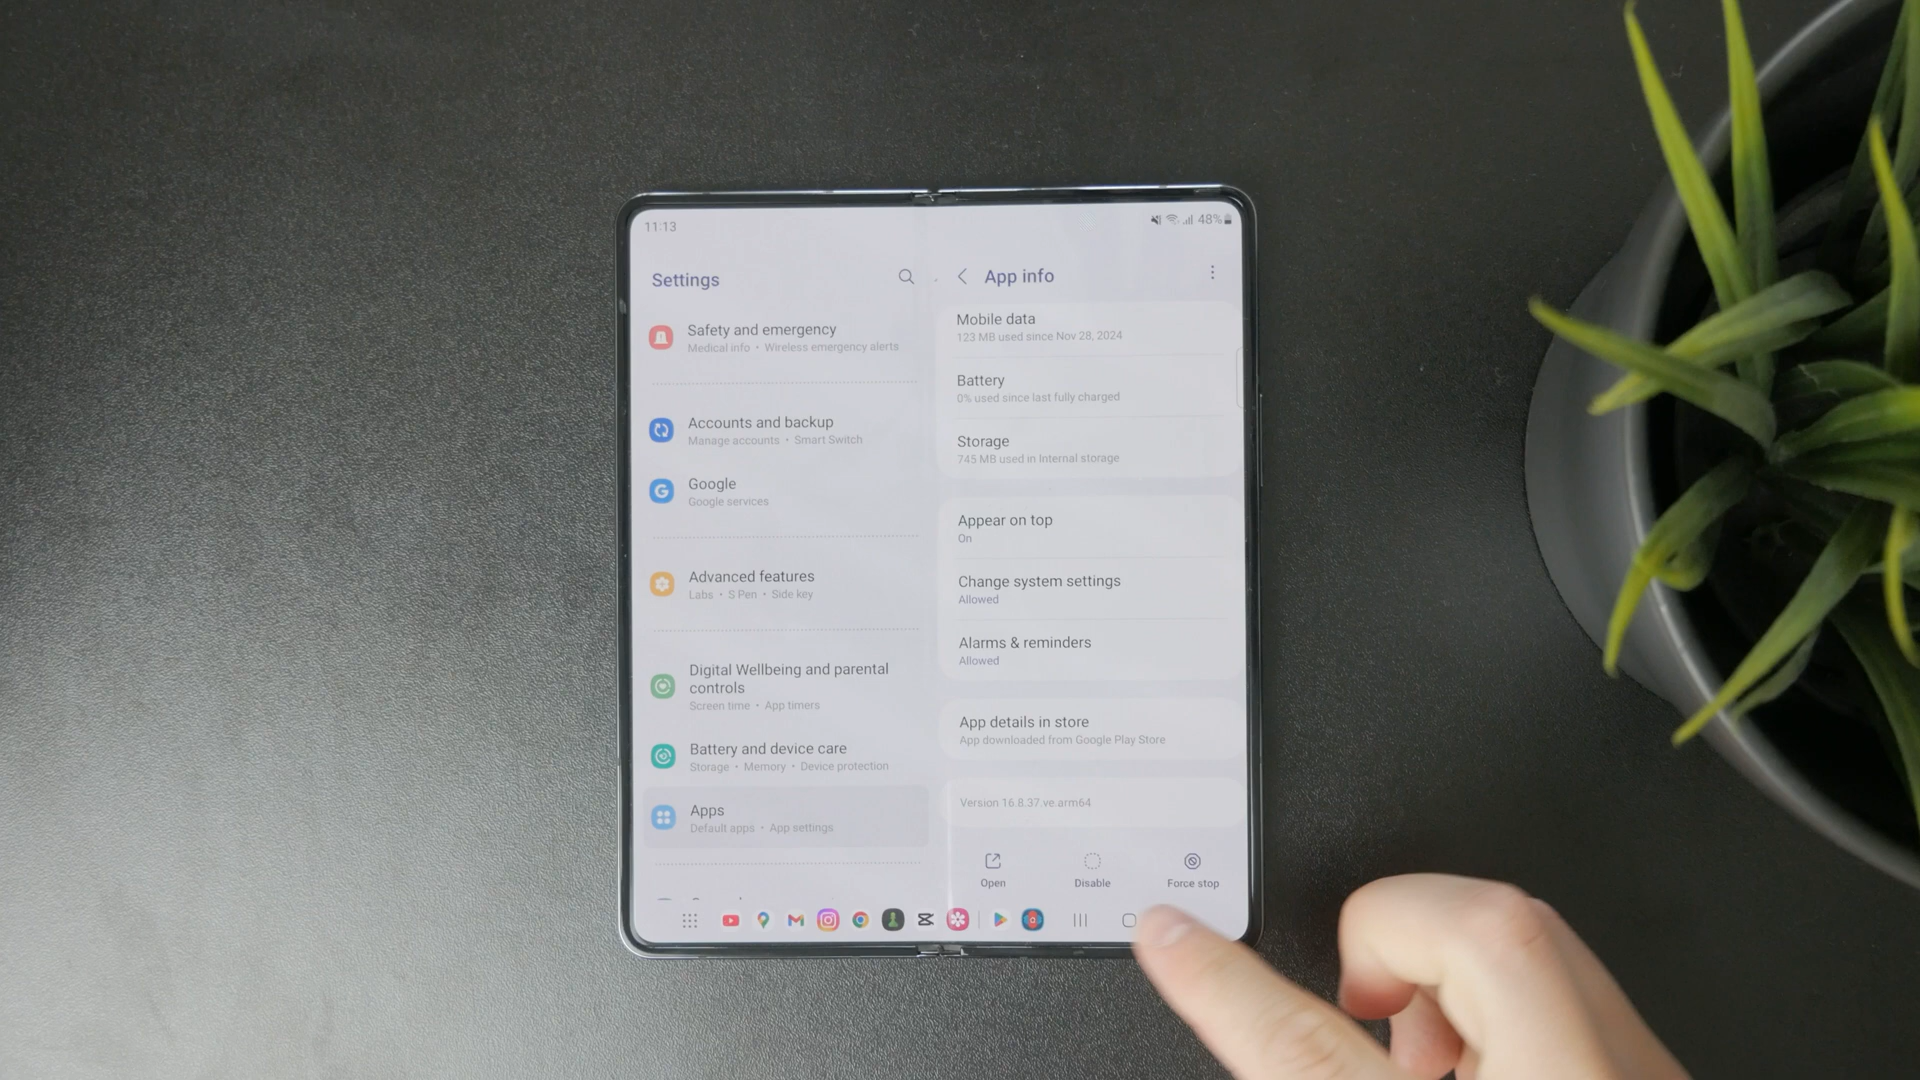 11:13
48%
Settings
Safety and emergency
Medical info • Wireless emergency alerts
Accounts and backup
Manage accounts • Smart Switch
Google
Google services
Advanced features
Labs • S Pen • Side key
Digital Wellbeing and parental
controls
Screen time • App timers
Battery and device care
Storage • Memory • Device protection
Apps
Default apps • App settings
App info
Mobile data
123 MB used since Nov 28, 2024
Battery
0% used since last fully charged
Storage
745 MB used in Internal storage
Appear on top
On
Change system settings
Allowed
Alarms & reminders
Allowed
App details in store
App downloaded from Google Play Store
Version 16.8.37.ve.arm64
Open
Disable
Force stop